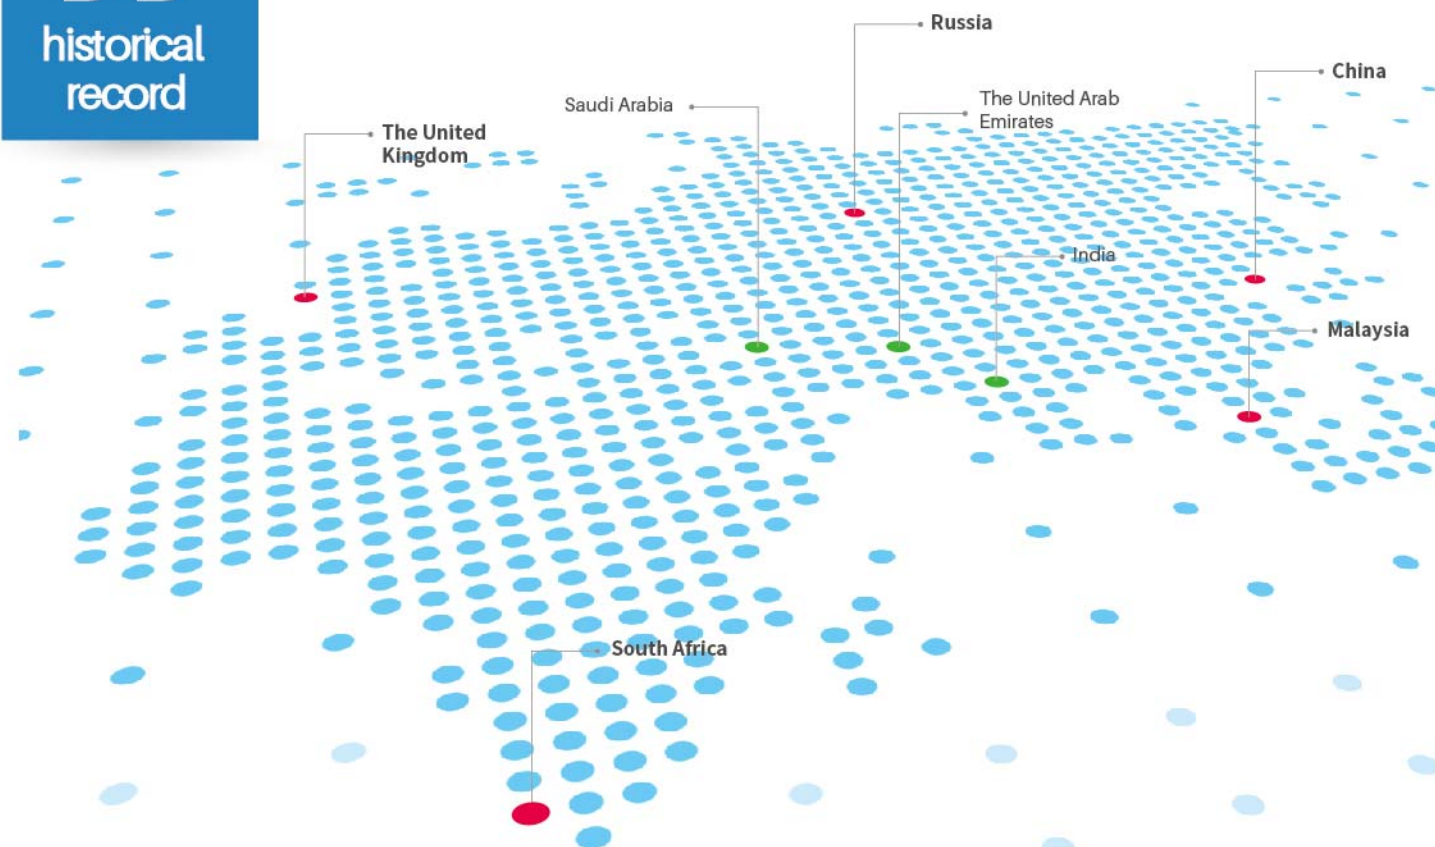 historical
record
Russia
China
Saudi Arabia
The United Arab
Emirates
The United
Kingdom
India
Malaysia
South Africa